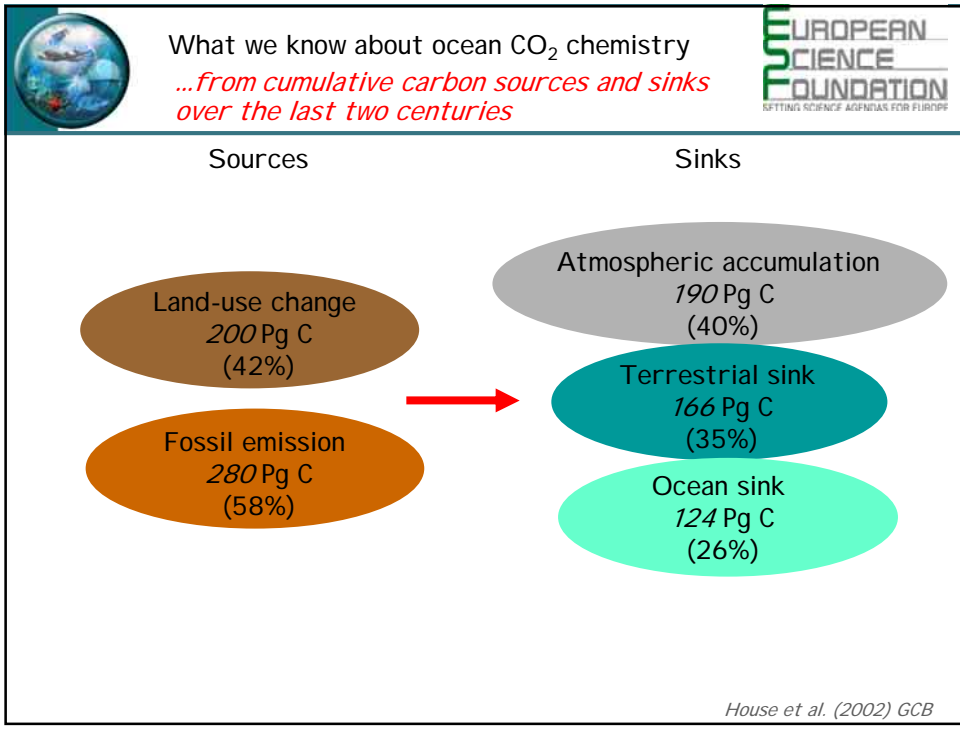 What we know about ocean CO₂ chemistry
…from cumulative carbon sources and sinks
over the last two centuries
EUROPEAN
SCIENCE
FOUNDATION
SETTING SCIENCE AGENDAS FOR EUROPE
Sources
Sinks
Land-use change
200 Pg C
(42%)
Fossil emission
280 Pg C
(58%)
Atmospheric accumulation
190 Pg C
(40%)
Terrestrial sink
166 Pg C
(35%)
Ocean sink
124 Pg C
(26%)
House et al. (2002) GCB